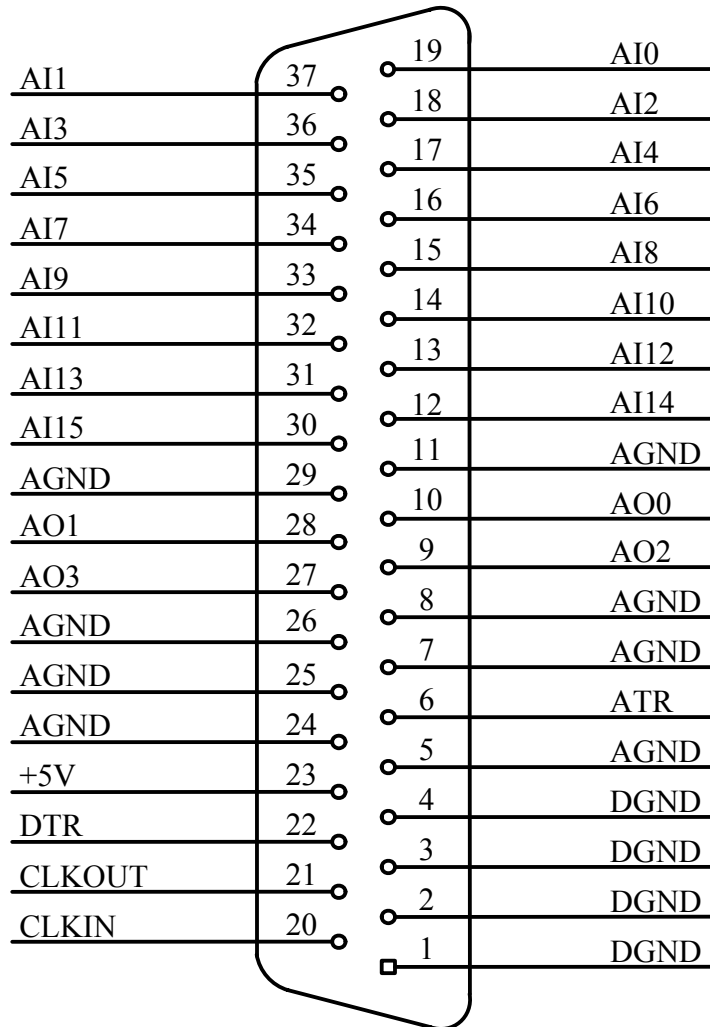 19 AI0
AI1 37
18 AI2
AI3 36
17 AI4
AI5 35
16 AI6
AI7 34
15 AI8
AI9 33
14 AI10
AI11 32
13 AI12
AI13 31
12 AI14
AI15 30
11 AGND
AGND 29
10 AO0
AO1 28
9 AO2
AO3 27
8 AGND
AGND 26
7 AGND
AGND 25
6 ATR
AGND 24
5 AGND
+5V 23
4 DGND
DTR 22
3 DGND
CLKOUT 21
2 DGND
CLKIN 20
1 DGND